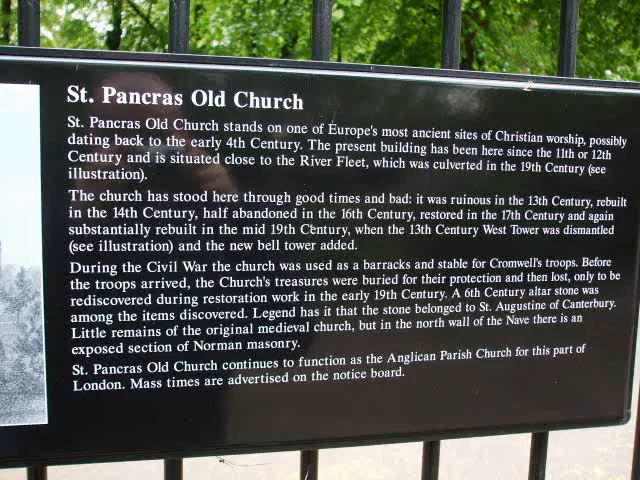 St. Pancras Old Church
St. Pancras Old Church stands on one of Europe's most ancient sites of Christian worship, possibly
dating back to the early 4th Century. The present building has been here since the 11th or 12th
Century and is situated close to the River Fleet, which was culverted in the 19th Century (see
illustration).
The church has stood here through good times and bad: it was ruinous in the 13th Century, rebuilt
in the 14th Century, half abandoned in the 16th Century, restored in the 17th Century and again
substantially rebuilt in the mid 19th Century, when the 13th Century West Tower was dismantled
(see illustration) and the new bell tower added.
During the Civil War the church was used as a barracks and stable for Cromwell's troops. Before
the troops arrived, the Church's treasures were buried for their protection and then lost, only to be
rediscovered during restoration work in the early 19th Century. A 6th Century altar stone was
among the items discovered. Legend has it that the stone belonged to St. Augustine of Canterbury.
Little remains of the original medieval church, but in the north wall of the Nave there is an
exposed section of Norman masonry.
St. Pancras Old Church continues to function as the Anglican Parish Church for this part of
London. Mass times are advertised on the notice board.